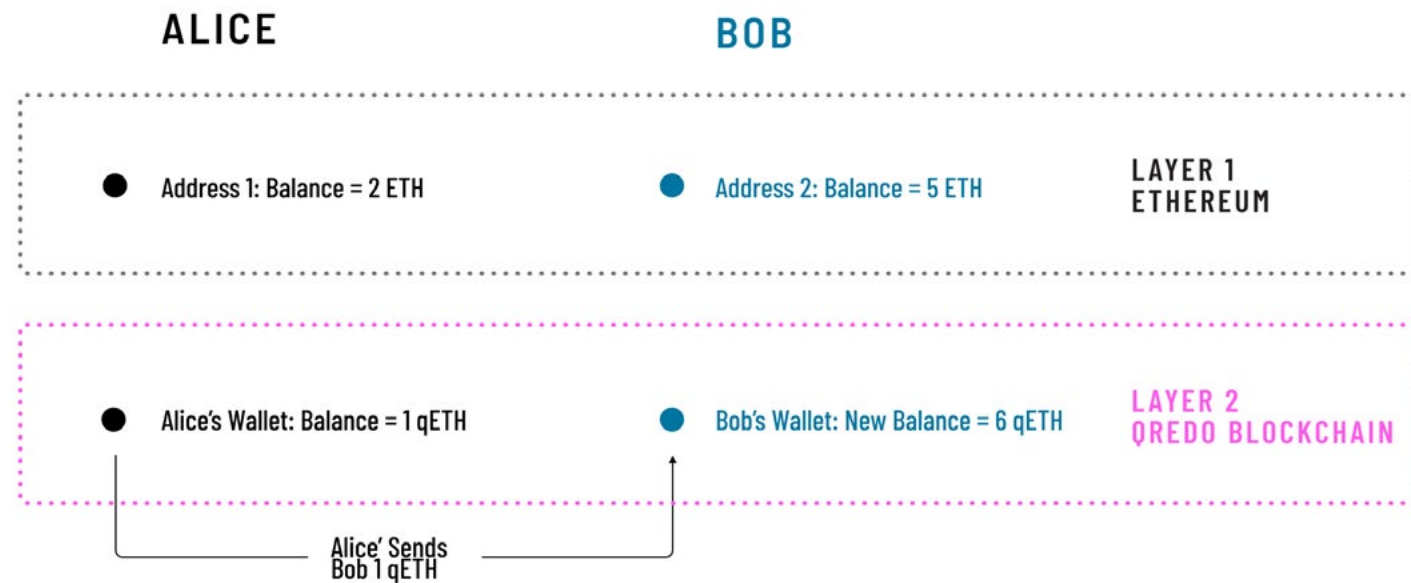 ALICE
BOB
Address 1: Balance = 2 ETH
Address 2: Balance = 5 ETH
LAYER 1
ETHEREUM
Alice's Wallet: Balance = 1 qETH
Bob's Wallet: New Balance = 6 qETH
LAYER 2
QREDO BLOCKCHAIN
Alice' Sends
Bob 1 qETH